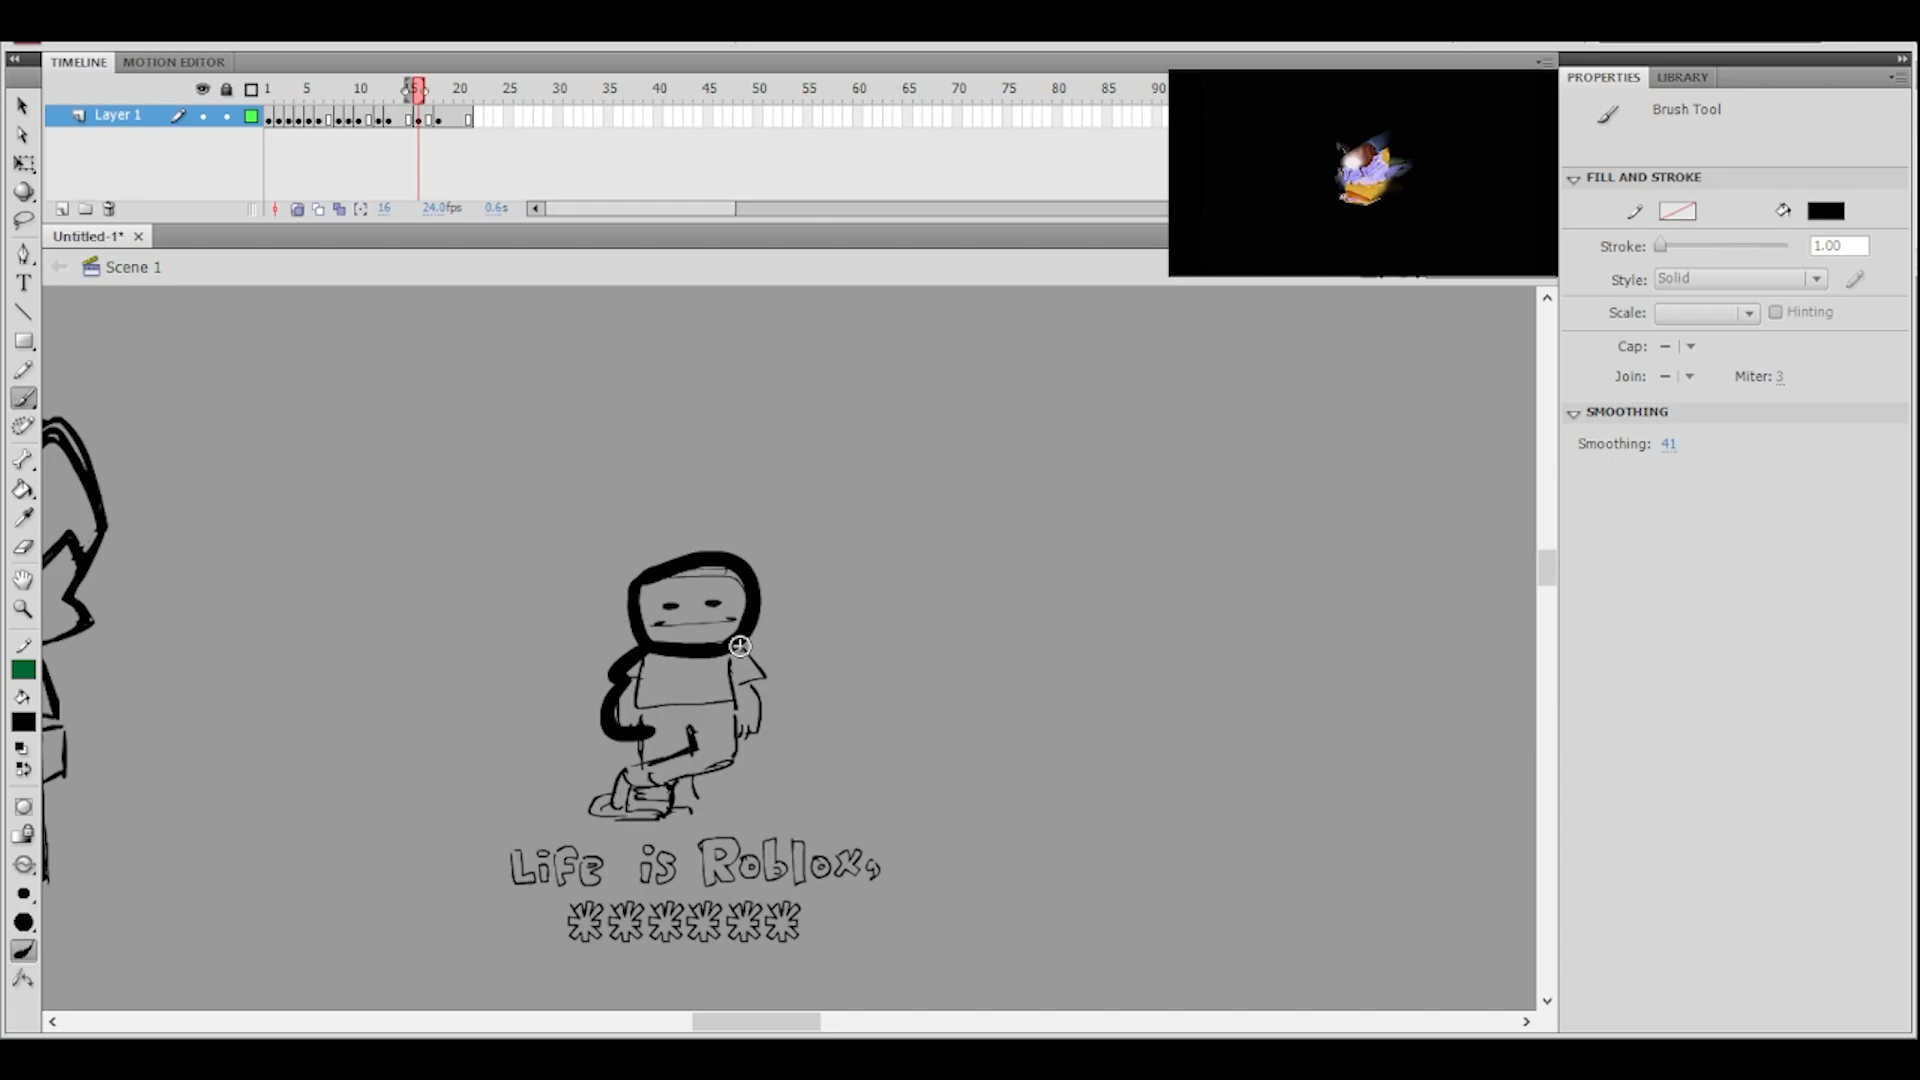 TIMELINE MOTION EDITOR
1 5 10 15 20 25 30 35 40 45 50 55 60 65 70 75 80 85 90
Layer 1
16 24.0fps 0.6s
Untitled-1*
Scene 1
PROPERTIES LIBRARY
Brush Tool
FILL AND STROKE
Stroke: 1.00
Style: Solid
Scale: Hinting
Cap:
Join: Miter: 3
SMOOTHING
Smoothing: 41
T
Life is Roblox,
******